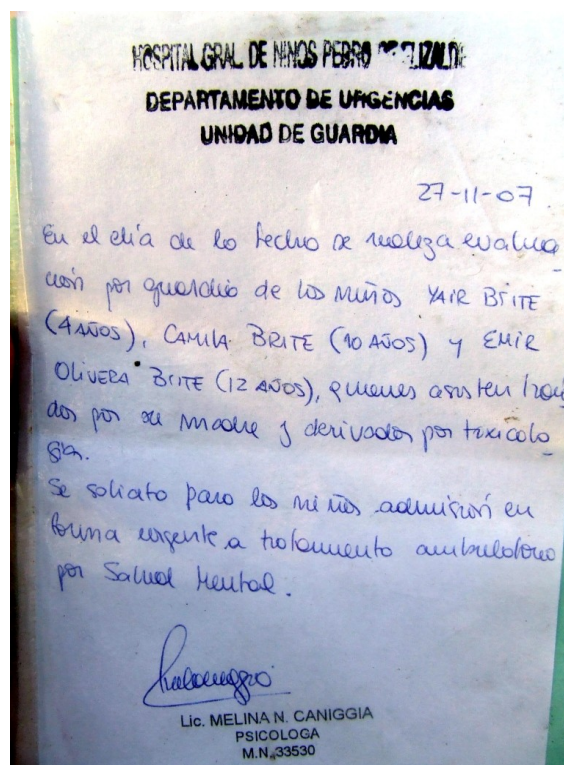 HOSPITAL GRAL. DE NIÑOS PEDRO DE ELIZALDE
DEPARTAMENTO DE URGENCIAS
UNIDAD DE GUARDIA
27-11-07
En el día de la fecha se realiza evalua-
ción por guardia de los niños YAIR BRITE
(4 AÑOS), CAMILA BRITE (10 AÑOS) y EMIR
OLIVERA BRITE (12 AÑOS), quienes asisten traí-
dos por su madre y derivados por toxicolo-
gía.
Se solicita para los niños admisión en
forma urgente a tratamiento ambulatorio
por Salud Mental.
Lic. MELINA N. CANIGGIA
PSICOLOGA
M.N. 33530